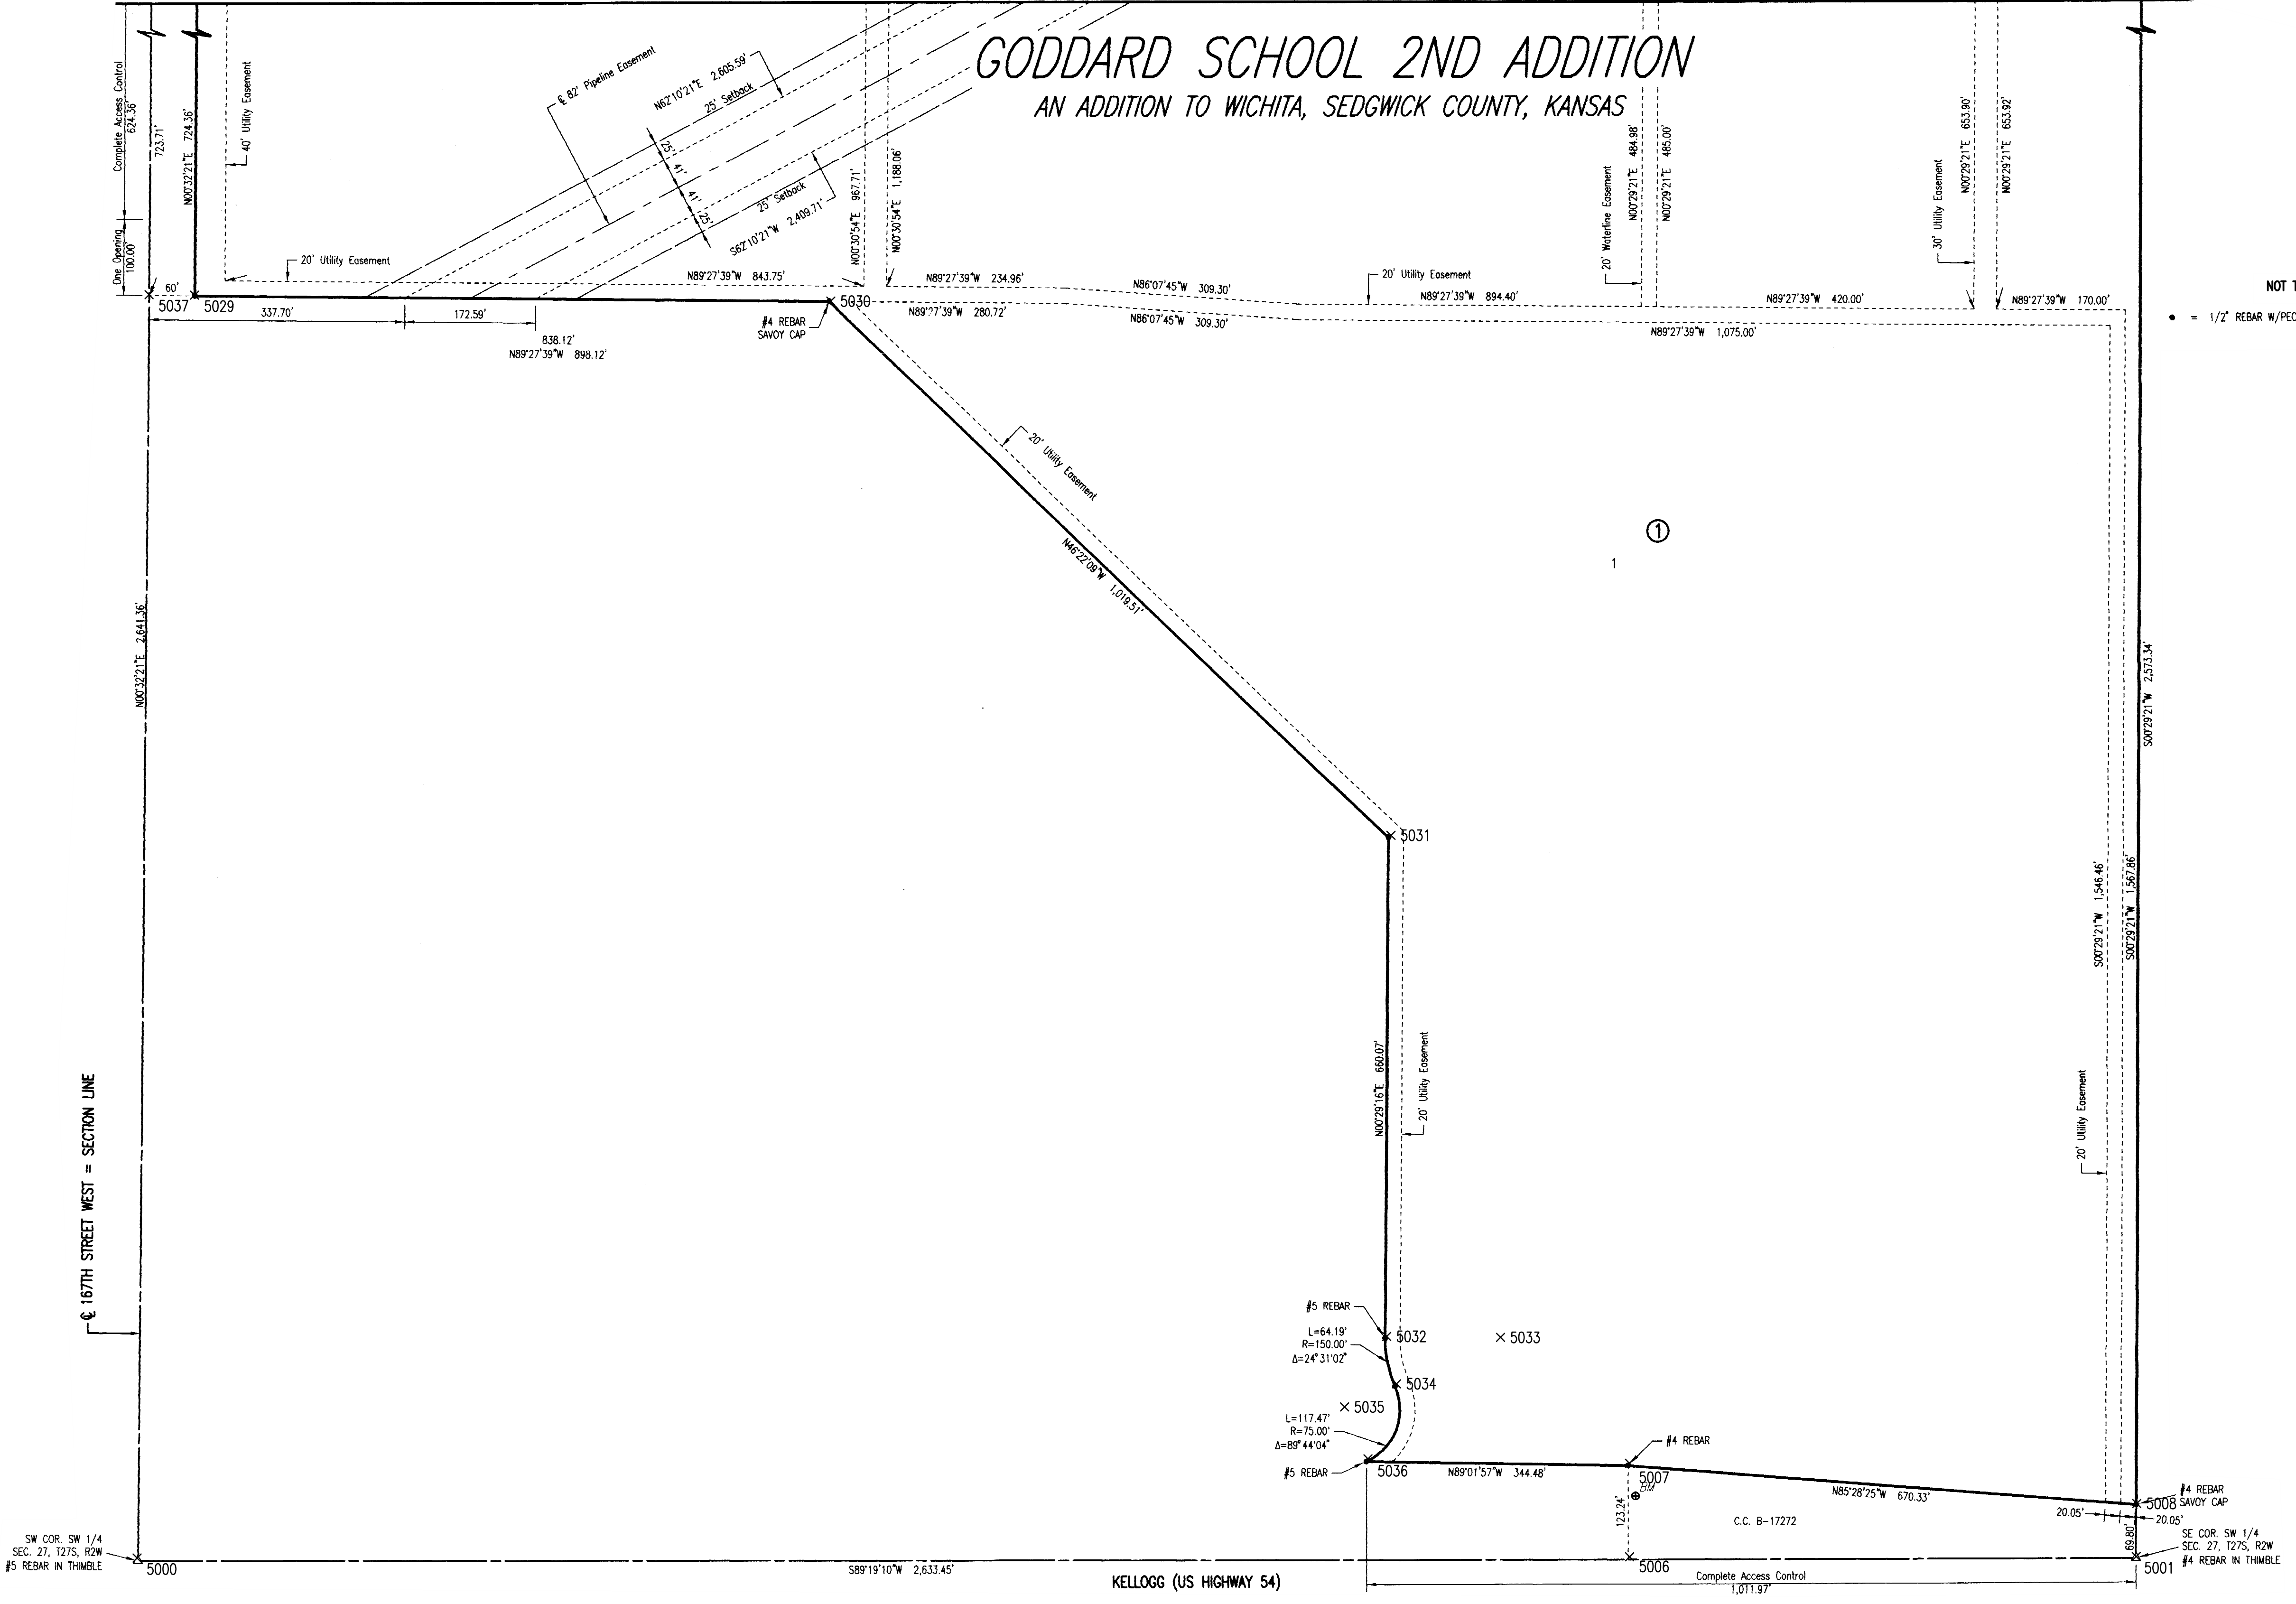 GODDARD SCHOOL 2ND ADDITION
AN ADDITION TO WICHITA, SEDGWICK COUNTY, KANSAS
Complete Access Control
624.36'
723.71'
N00°32'21"E 724.36'
40' Utility Easement
One Opening
100.00'
60'
5037
5029
20' Utility Easement
℄ 82' Pipeline Easement
N62°10'21"E 2,605.59'
25' Setback
25'
41'
41'
25'
25' Setback
S62°10'21"W 2,409.71'
N00°30'54"E 967.71'
N00°30'54"E 1,188.06'
N89°27'39"W 843.75'
N89°27'39"W 234.96'
N86°07'45"W 309.30'
20' Utility Easement
N89°27'39"W 894.40'
20' Waterline Easement
N00°29'21"E 484.98'
N00°29'21"E 485.00'
N89°27'39"W 420.00'
30' Utility Easement
N00°29'21"E 653.90'
N00°29'21"E 653.92'
N89°27'39"W 170.00'
NOT T
● = 1/2" REBAR W/PEC
337.70'
172.59'
838.12'
N89°27'39"W 898.12'
#4 REBAR
SAVOY CAP
5030
280.72'
N86°07'45"W 309.30'
N89°27'39"W 1,075.00'
20' Utility Easement
N46°22'09"W 1,019.51'
1
1
N00°32'21"E 2,641.36'
S00°29'21"W 2,573.34'
5031
S00°29'21"W 1,546.46'
S00°29'21"W 1,567.86'
N00°29'16"E 660.07'
20' Utility Easement
20' Utility Easement
℄ 167TH STREET WEST = SECTION LINE
#5 REBAR
5032
5033
L=64.19'
R=150.00'
Δ=24°31'02"
5034
5035
L=117.47'
R=75.00'
Δ=89°44'04"
#5 REBAR
5036
N89°01'57"W 344.48'
#4 REBAR
5007
BM
N85°28'25"W 670.33'
123.24'
C.C. B-17272
20.05'
20.05'
5008
#4 REBAR
SAVOY CAP
69.80'
SE COR. SW 1/4
SEC. 27, T27S, R2W
#4 REBAR IN THIMBLE
5001
SW COR. SW 1/4
SEC. 27, T27S, R2W
#5 REBAR IN THIMBLE
5000
S89°19'10"W 2,633.45'
KELLOGG (US HIGHWAY 54)
5006
Complete Access Control
1,011.97'